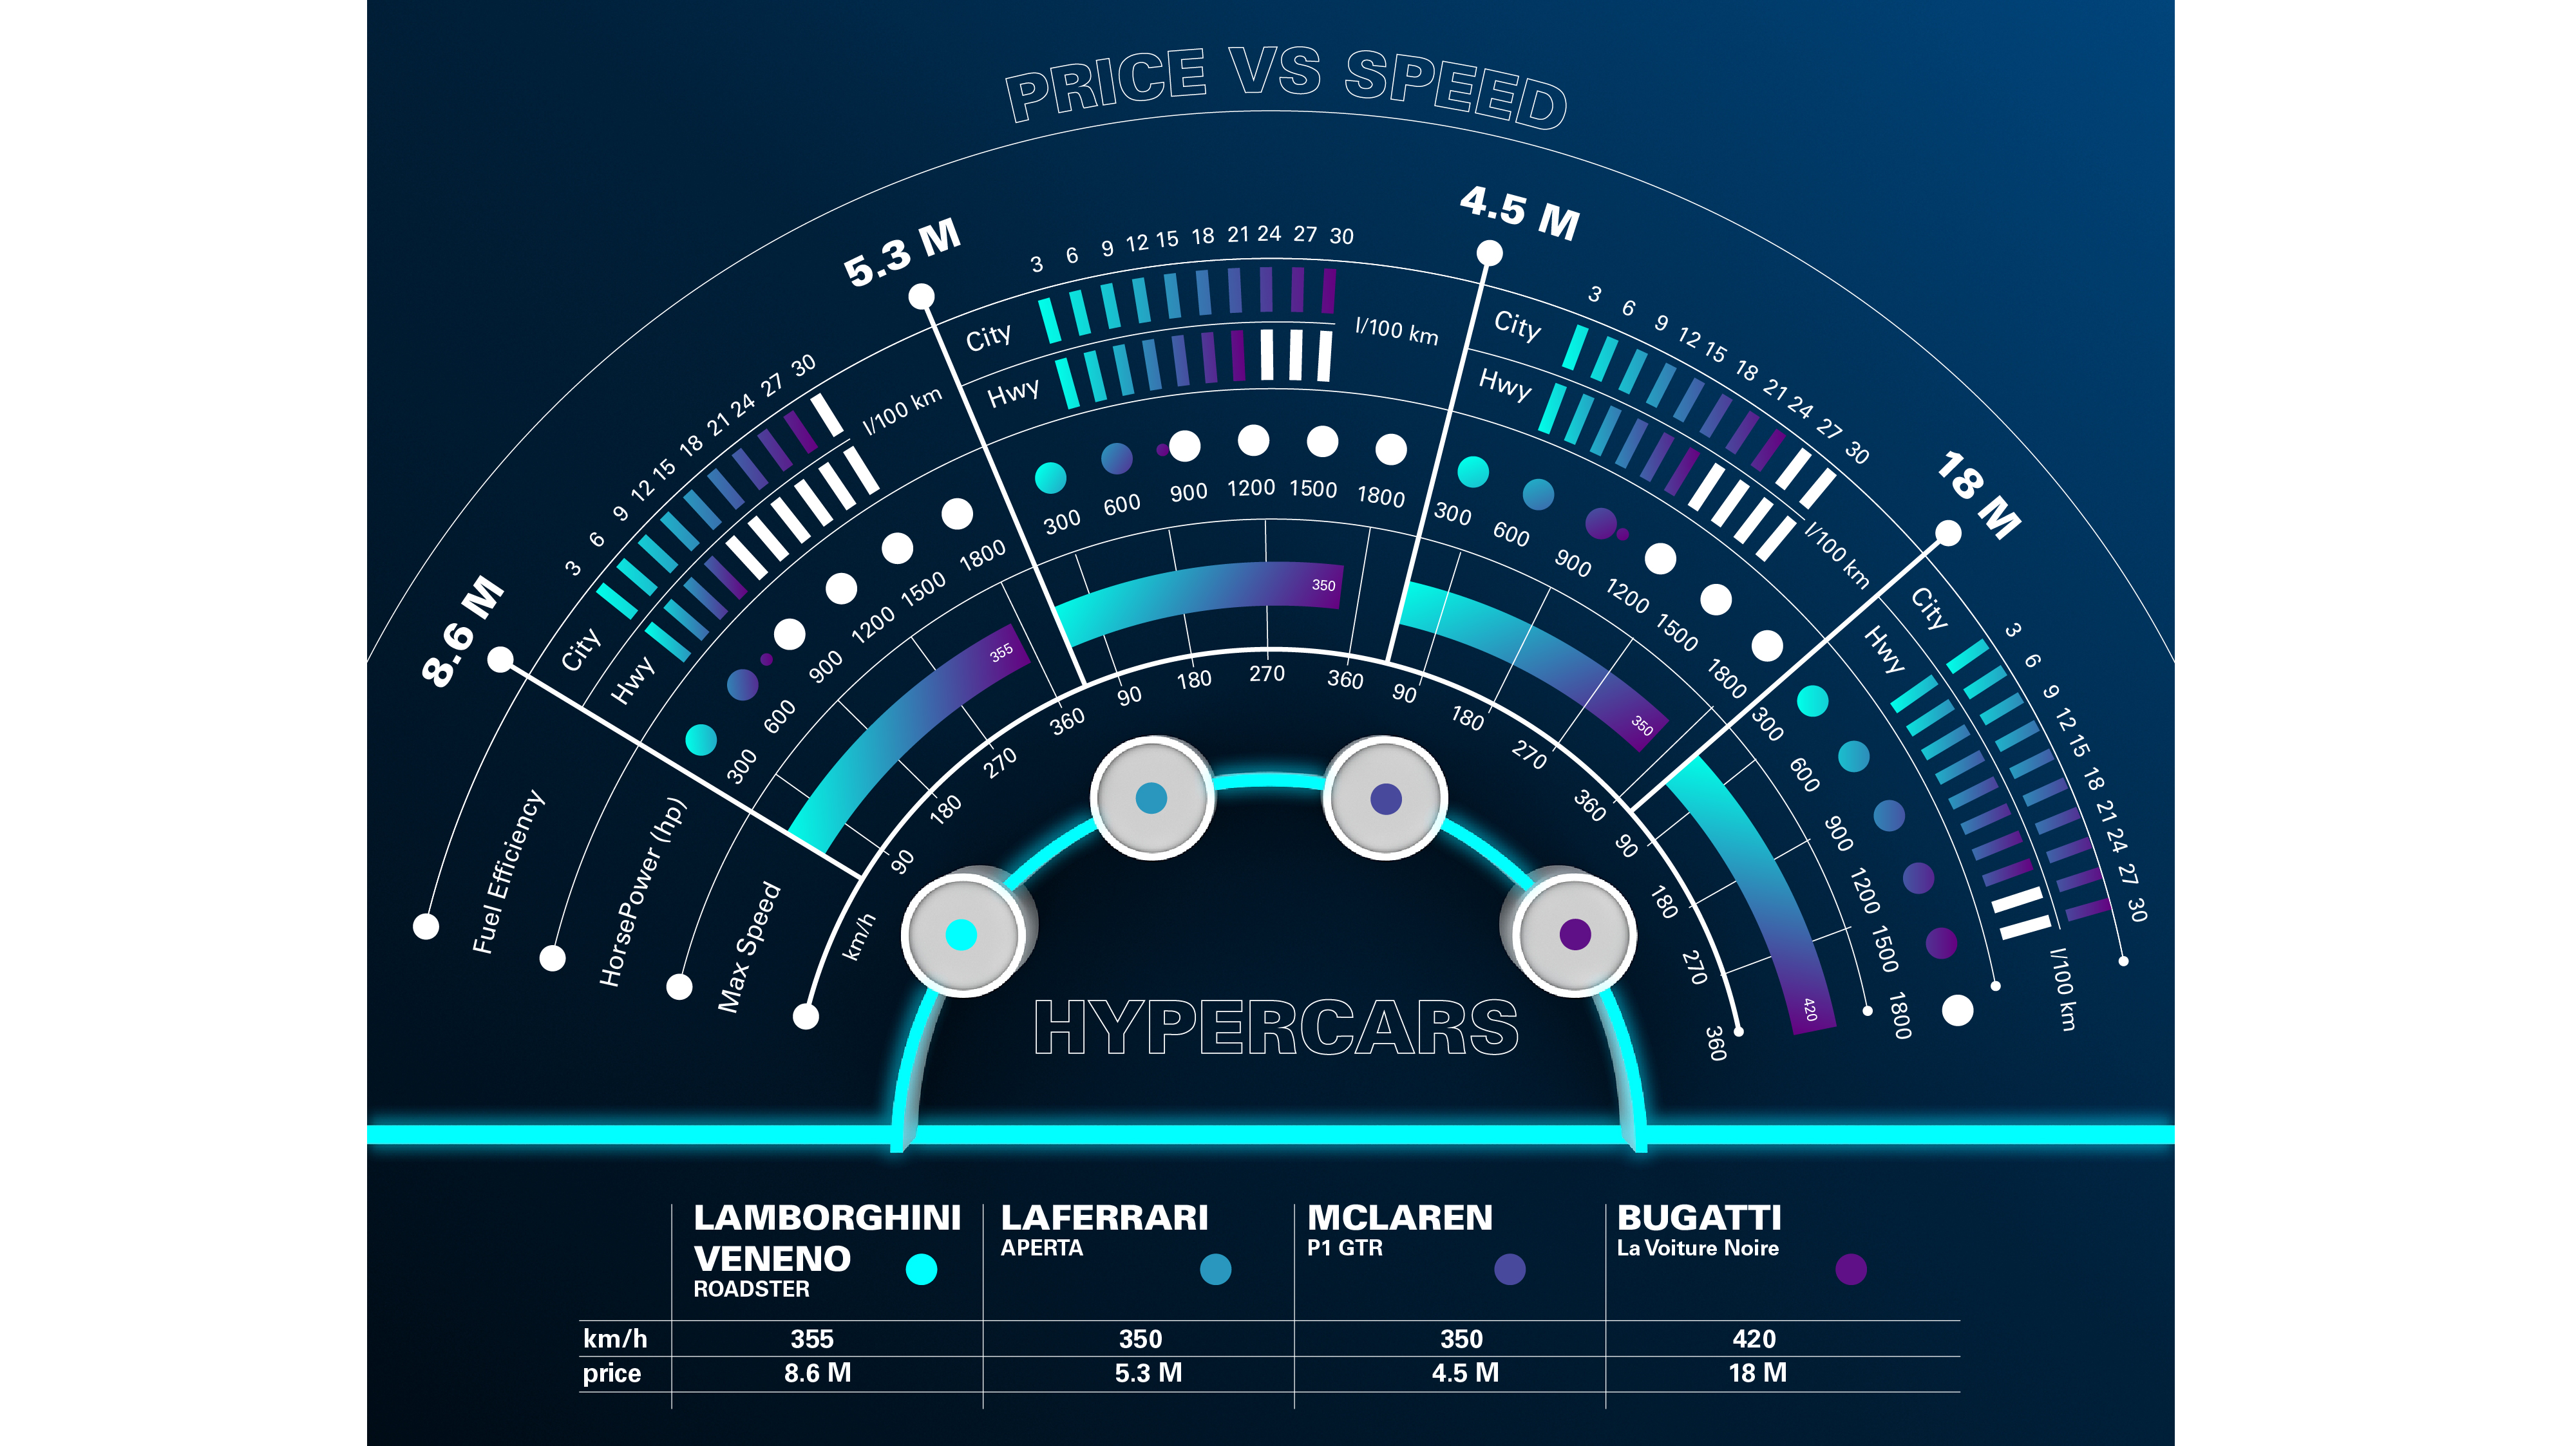 PRICE VS SPEED
8.6 M
5.3 M
4.5 M
18 M
City
3 6 9 12 15 18 21 24 27 30
Hwy
l/100 km
300 600 900 1200 1500 1800
355
90 180 270 360
City
3 6 9 12 15 18 21 24 27 30
Hwy
l/100 km
300 600 900 1200 1500 1800
350
90 180 270 360
City
3 6 9 12 15 18 21 24 27 30
Hwy
l/100 km
300 600 900 1200 1500 1800
350
90 180 270 360
City
3 6 9 12 15 18 21 24 27 30
Hwy
l/100 km
300 600 900 1200 1500 1800
420
90 180 270 360
Fuel Efficiency
HorsePower (hp)
Max Speed
km/h
HYPERCARS
LAMBORGHINI
VENENO
ROADSTER
LAFERRARI
APERTA
MCLAREN
P1 GTR
BUGATTI
La Voiture Noire
km/h 355 350 350 420
price 8.6 M 5.3 M 4.5 M 18 M